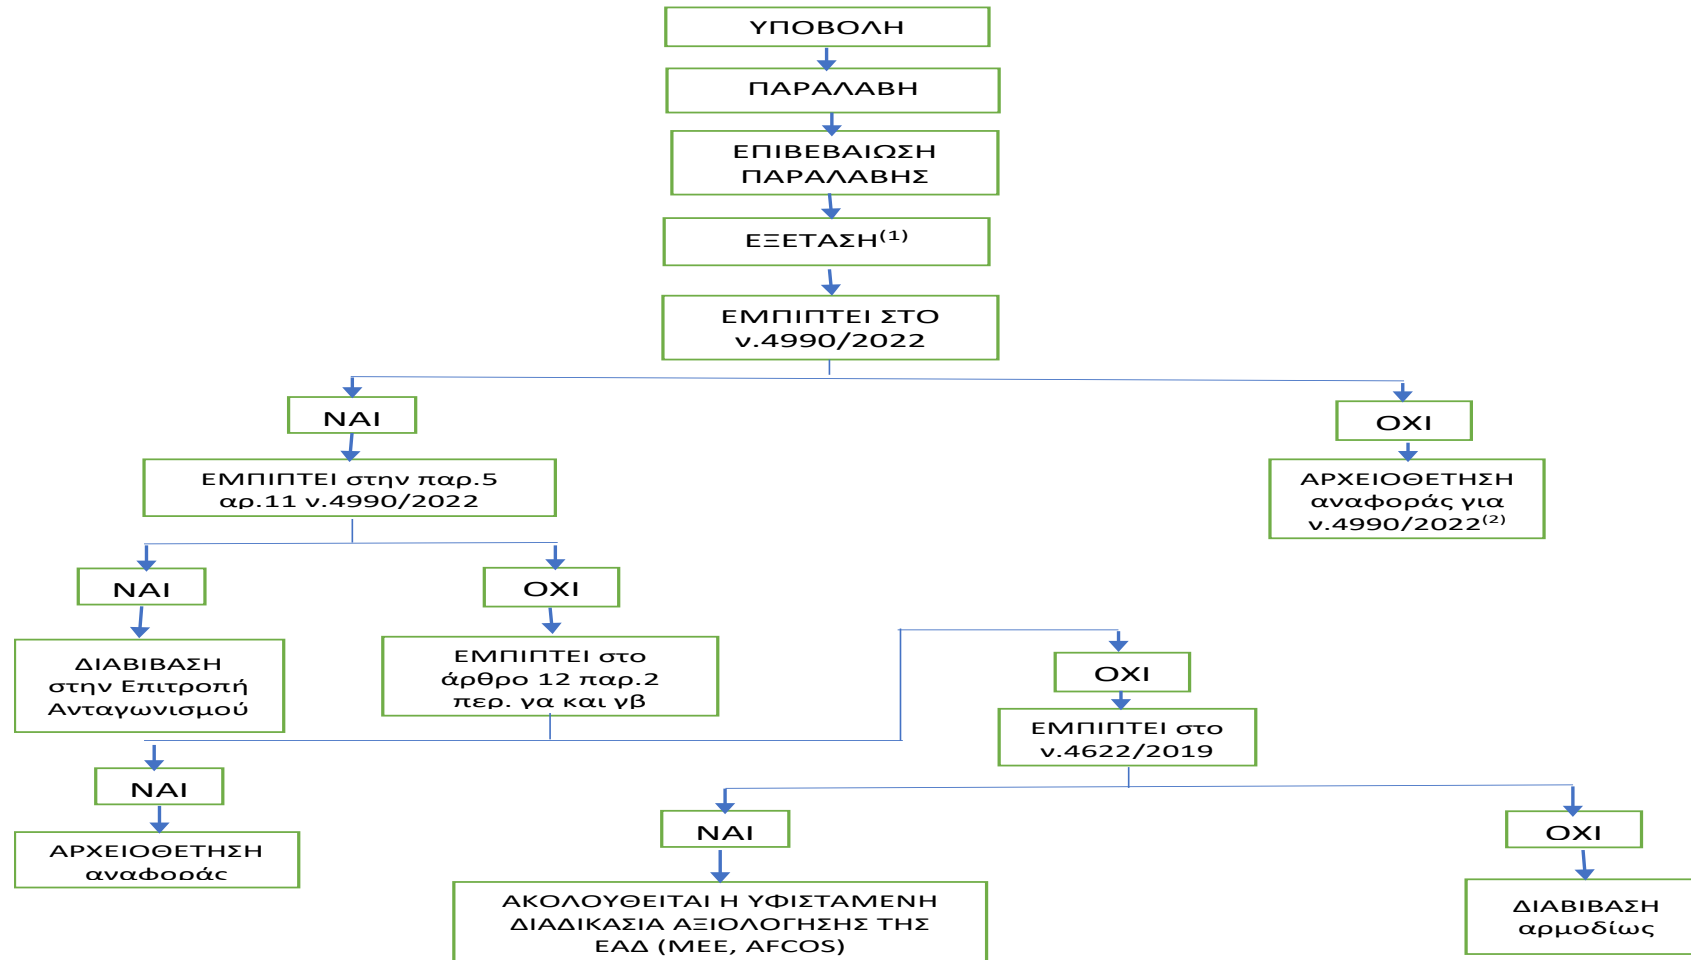 ΥΠΟΒΟΛΗ
ΠΑΡΑΛΑΒΗ
ΕΠΙΒΕΒΑΙΩΣΗ
ΠΑΡΑΛΑΒΗΣ
ΕΞΕΤΑΣΗ(1)
ΕΜΠΙΠΤΕΙ ΣΤΟ
ν.4990/2022
ΝΑΙ
ΟΧΙ
ΕΜΠΙΠΤΕΙ στην παρ.5
αρ.11 ν.4990/2022
ΑΡΧΕΙΟΘΕΤΗΣΗ
αναφοράς για
ν.4990/2022(2)
ΝΑΙ
ΟΧΙ
ΔΙΑΒΙΒΑΣΗ
στην Επιτροπή
Ανταγωνισμού
ΕΜΠΙΠΤΕΙ στο
άρθρο 12 παρ.2
περ. γα και γβ
ΟΧΙ
ΕΜΠΙΠΤΕΙ στο
ν.4622/2019
ΝΑΙ
ΑΡΧΕΙΟΘΕΤΗΣΗ
αναφοράς
ΝΑΙ
ΟΧΙ
ΑΚΟΛΟΥΘΕΙΤΑΙ Η ΥΦΙΣΤΑΜΕΝΗ
ΔΙΑΔΙΚΑΣΙΑ ΑΞΙΟΛΟΓΗΣΗΣ ΤΗΣ
ΕΑΔ (ΜΕΕ, AFCOS)
ΔΙΑΒΙΒΑΣΗ
αρμοδίως